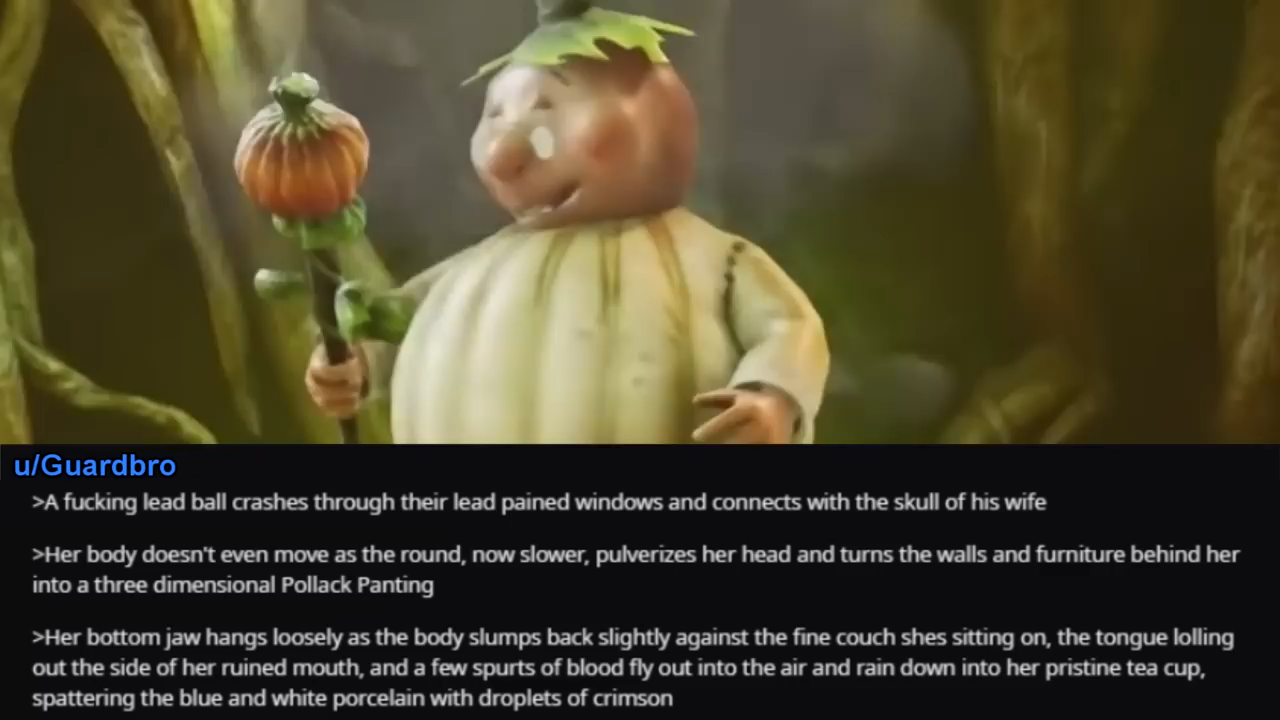 u/Guardbro
>A fucking lead ball crashes through their lead pained windows and connects with the skull of his wife
>Her body doesn't even move as the round, now slower, pulverizes her head and turns the walls and furniture behind her
into a three dimensional Pollack Panting
>Her bottom jaw hangs loosely as the body slumps back slightly against the fine couch shes sitting on, the tongue lolling
out the side of her ruined mouth, and a few spurts of blood fly out into the air and rain down into her pristine tea cup,
spattering the blue and white porcelain with droplets of crimson